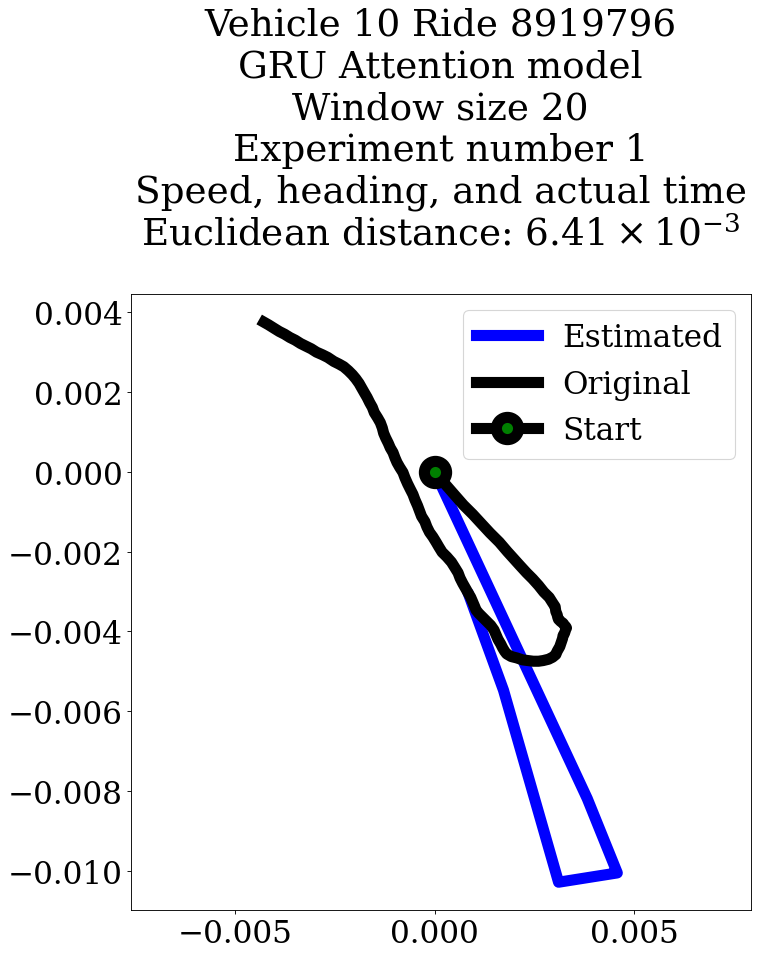 Vehicle 10 Ride 8919796
GRU Attention model
Window size 20
Experiment number 1
Speed, heading, and actual time
Euclidean distance: 6.41 × 10⁻³
Estimated
Original
Start
0.004
0.002
0.000
−0.002
−0.004
−0.006
−0.008
−0.010
−0.005
0.000
0.005